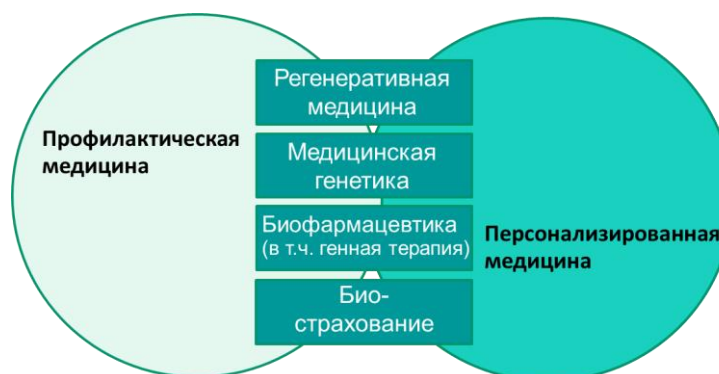 Регенеративная
медицина
Профилактическая
медицина
Медицинская
генетика
Биофармацевтика
(в т.ч. генная терапия)
Персонализированная
медицина
Био-
страхование